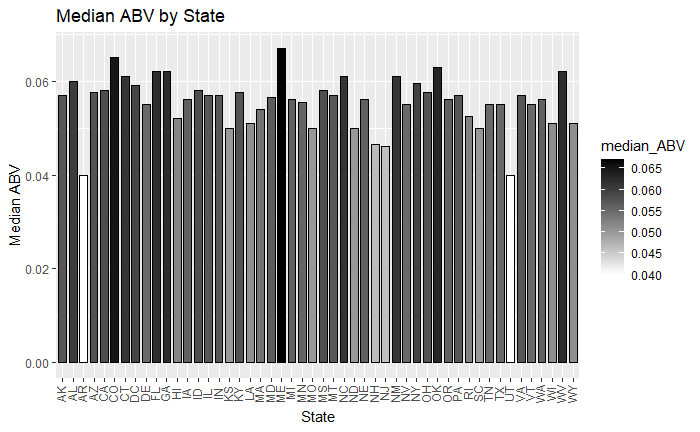 Median ABV by State
Median ABV
0.06
0.04
0.02
0.00
AK AL AR AZ CA CO CT DC DE FL GA HI IA ID IL IN KS KY LA MA MD ME MI MN MO MS MT NC ND NE NH NJ NM NV NY OH OK OR PA RI SC TN TX UT VA VT WA WI WV WY
State
median_ABV
0.065
0.060
0.055
0.050
0.045
0.040